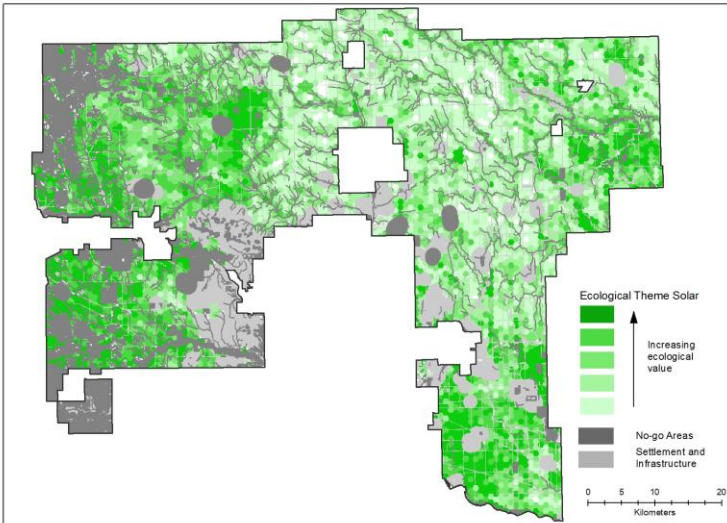 Ecological Theme Solar
Increasing
ecological
value
No-go Areas
Settlement and
Infrastructure
0 5 10 20
Kilometers